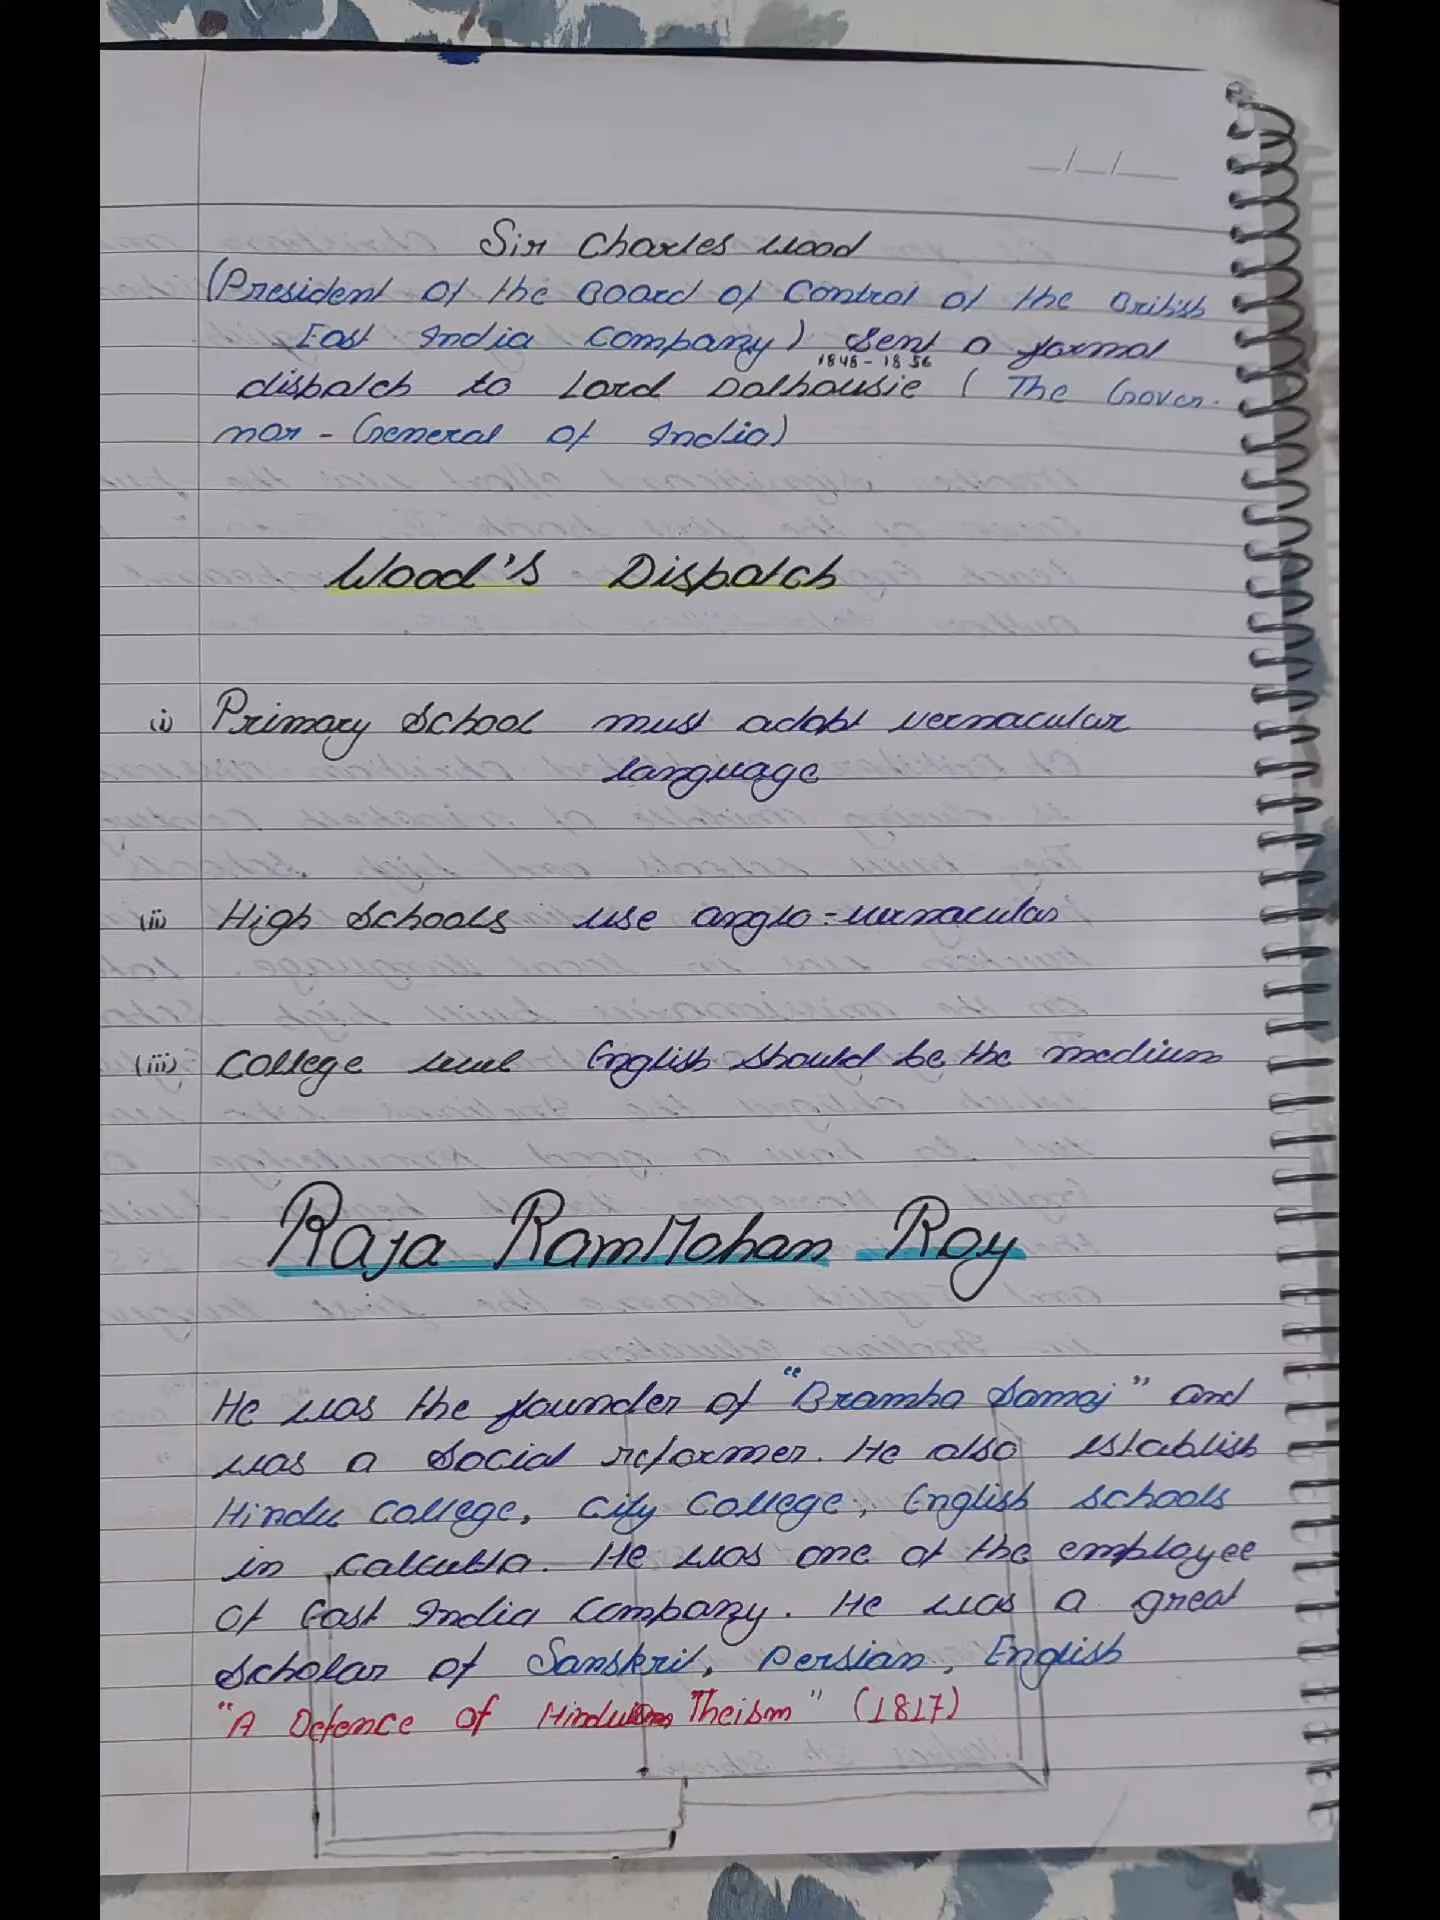 Sir Charles Wood
(President of the Board of Control of the British
East India Company) sent a formal
1848-1856
dispatch to Lord Dalhousie (The Gover-
nor-General of India)
Wood's Dispatch
(i) Primary School must adopt vernacular
language
(ii) High Schools use anglo-vernacular
(iii) College level English should be the medium
Raja RamMohan Roy
He was the founder of "Bramha Samaj" and
was a social reformer. He also establish
Hindu College, City College, English schools
in Calcutta. He was one of the employee
of East India Company. He was a great
scholar of Sanskrit, Persian, English
"A Defence of Theism" (1817)